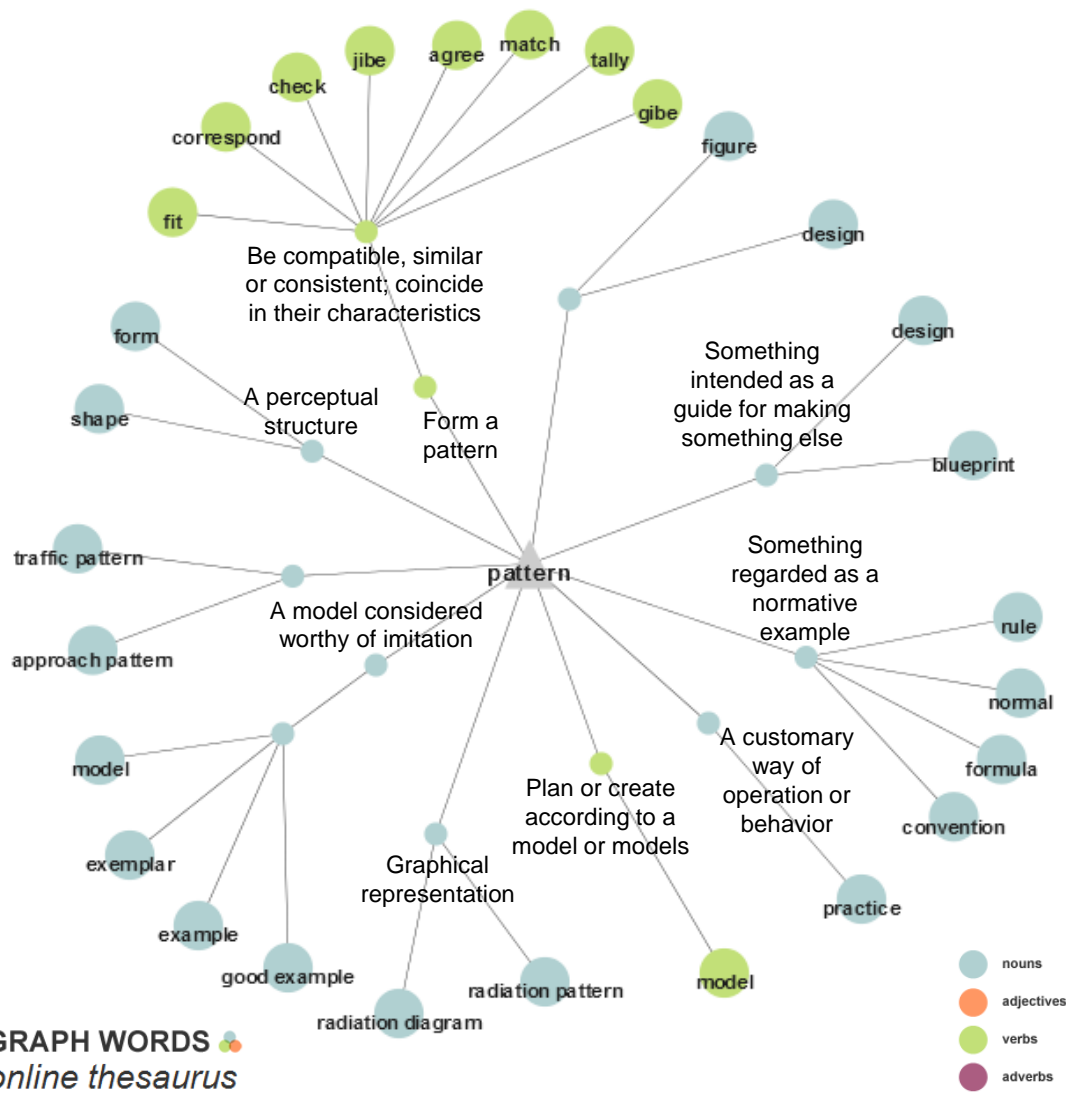 match
jibe
agree
tally
check
gibe
correspond
figure
fit
design
Be compatible, similar
or consistent; coincide
in their characteristics
form
design
Something
intended as a
guide for making
something else
A perceptual
structure
shape
Form a
pattern
blueprint
traffic pattern
pattern
Something
regarded as a
normative
example
A model considered
worthy of imitation
rule
approach pattern
normal
model
A customary
way of
operation or
behavior
formula
Plan or create
according to a
model or models
convention
exemplar
Graphical
representation
practice
example
good example
radiation pattern
model
radiation diagram
nouns
adjectives
verbs
adverbs
GRAPH WORDS
online thesaurus